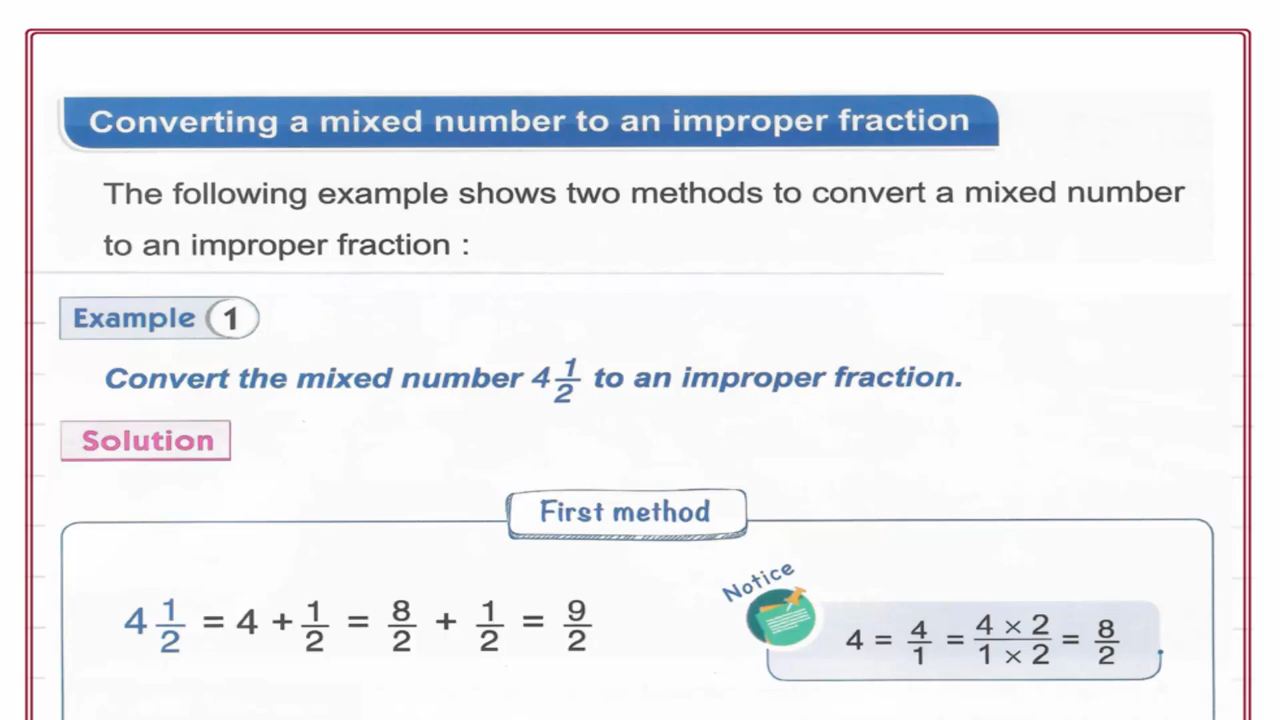 Converting a mixed number to an improper fraction
The following example shows two methods to convert a mixed number
to an improper fraction :
Example 1
Convert the mixed number 4 1/2 to an improper fraction.
Solution
First method
4 1/2 = 4 + 1/2 = 8/2 + 1/2 = 9/2
Notice
4 = 4/1 = 4 × 2/1 × 2 = 8/2